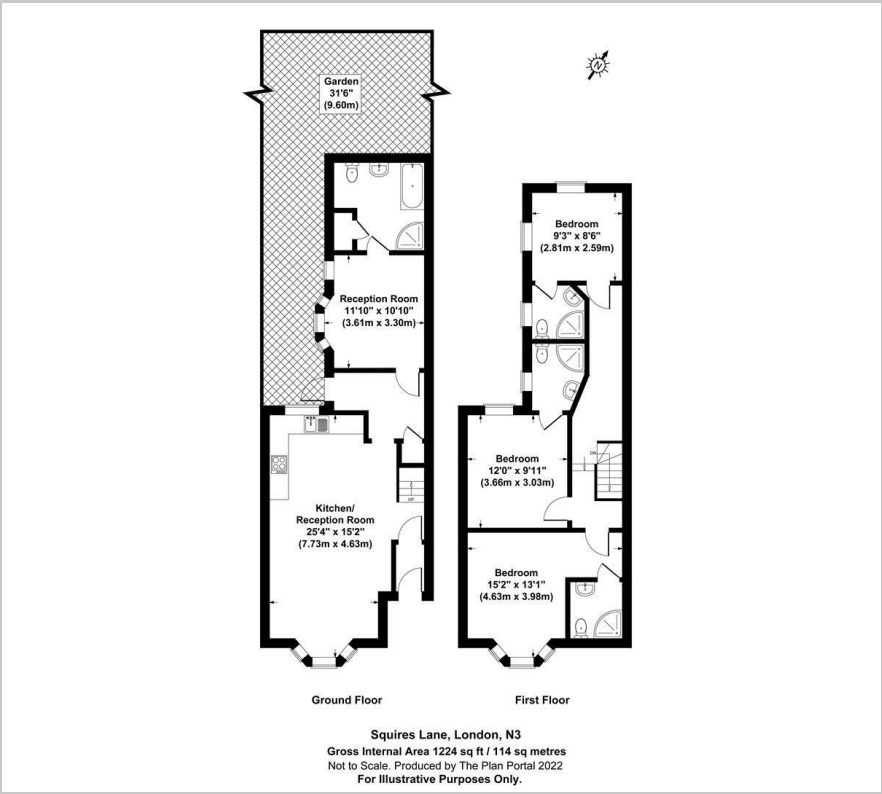 Garden
31'6"
(9.60m)
N
Reception Room
11'10" x 10'10"
(3.61m x 3.30m)
Kitchen/
Reception Room
25'4" x 15'2"
(7.73m x 4.63m)
UP
Bedroom
9'3" x 8'6"
(2.81m x 2.59m)
DN
Bedroom
12'0" x 9'11"
(3.66m x 3.03m)
Bedroom
15'2" x 13'1"
(4.63m x 3.98m)
Ground Floor
First Floor
Squires Lane, London, N3
Gross Internal Area 1224 sq ft / 114 sq metres
Not to Scale. Produced by The Plan Portal 2022
For Illustrative Purposes Only.